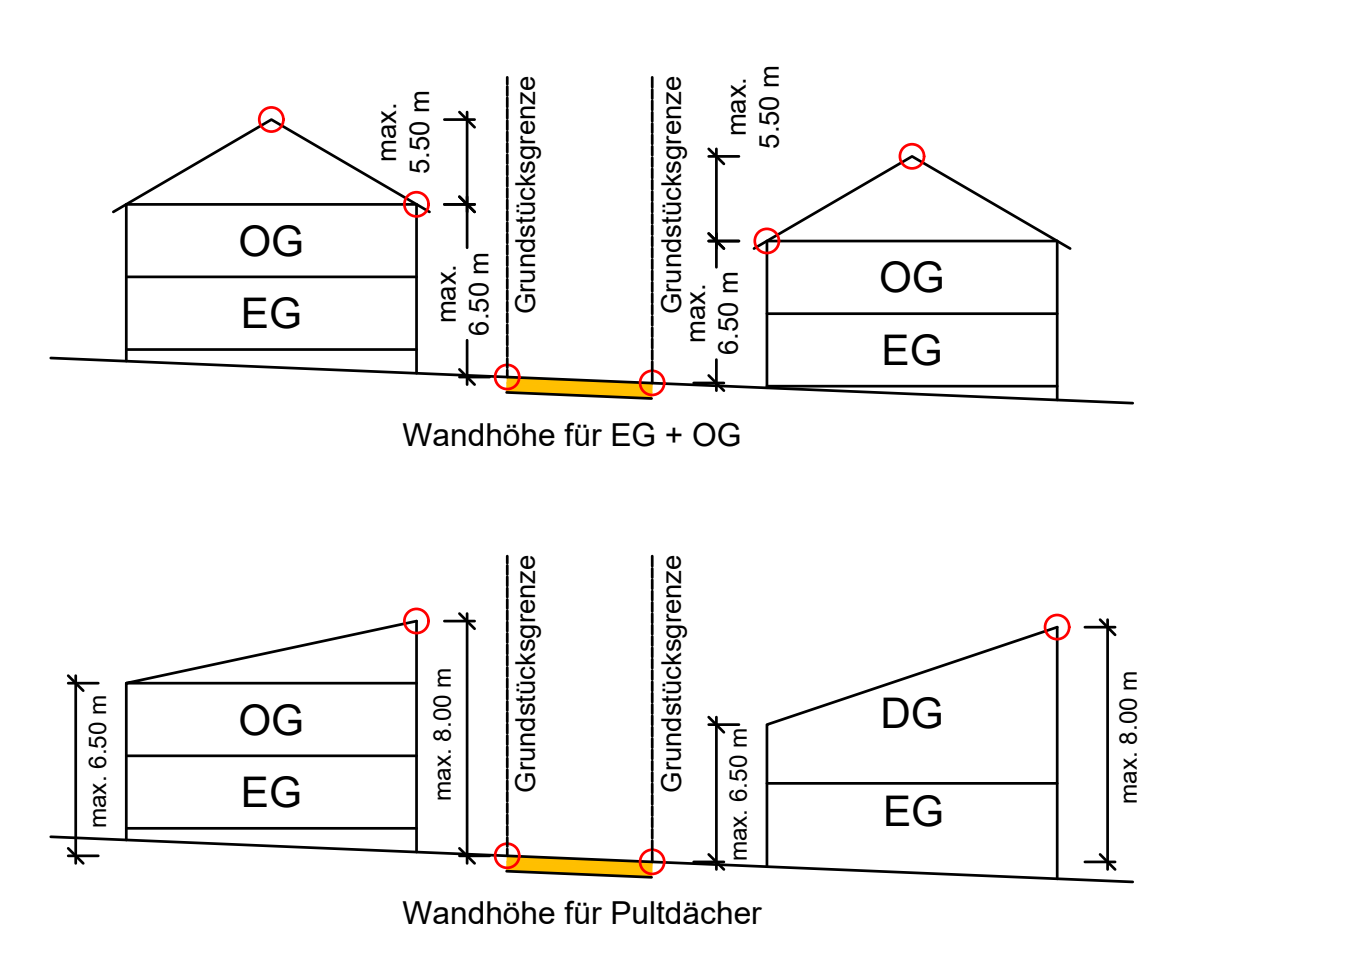 max.
5.50 m
Grundstücksgrenze
Grundstücksgrenze
max.
5.50 m
OG
EG
max.
6.50 m
max.
6.50 m
OG
EG
Wandhöhe für EG + OG
max. 6.50 m
OG
EG
max. 8.00 m
Grundstücksgrenze
Grundstücksgrenze
max. 6.50 m
DG
EG
max. 8.00 m
Wandhöhe für Pultdächer